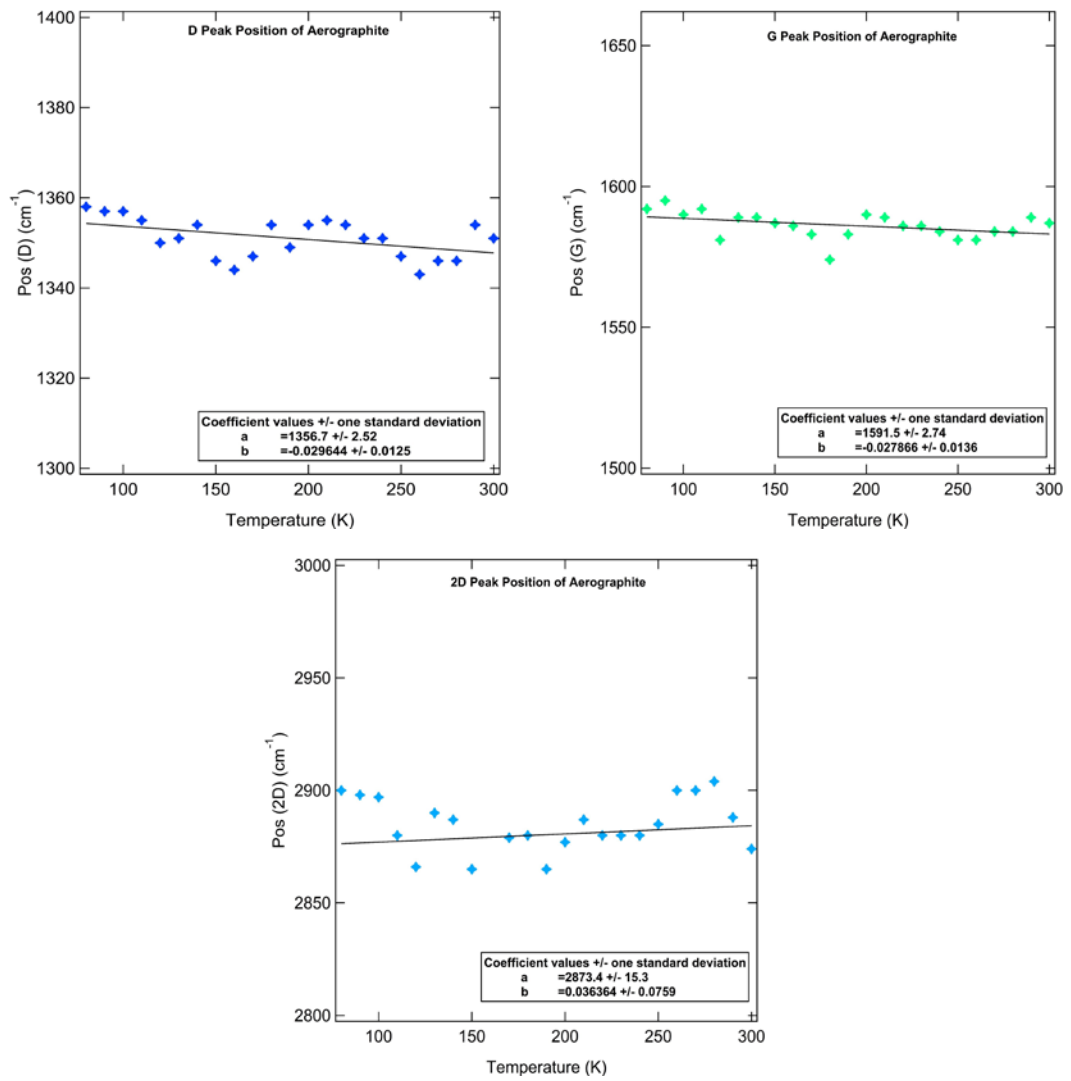 D Peak Position of Aerographite
1400
1380
1360
1340
1320
1300
Pos (D) (cm⁻¹)
Coefficient values +/- one standard deviation
a =1356.7 +/- 2.52
b =-0.029644 +/- 0.0125
100 150 200 250 300
Temperature (K)
G Peak Position of Aerographite
1650
1600
1550
1500
Pos (G) (cm⁻¹)
Coefficient values +/- one standard deviation
a =1591.5 +/- 2.74
b =-0.027866 +/- 0.0136
100 150 200 250 300
Temperature (K)
2D Peak Position of Aerographite
3000
2950
2900
2850
2800
Pos (2D) (cm⁻¹)
Coefficient values +/- one standard deviation
a =2873.4 +/- 15.3
b =0.036364 +/- 0.0759
100 150 200 250 300
Temperature (K)